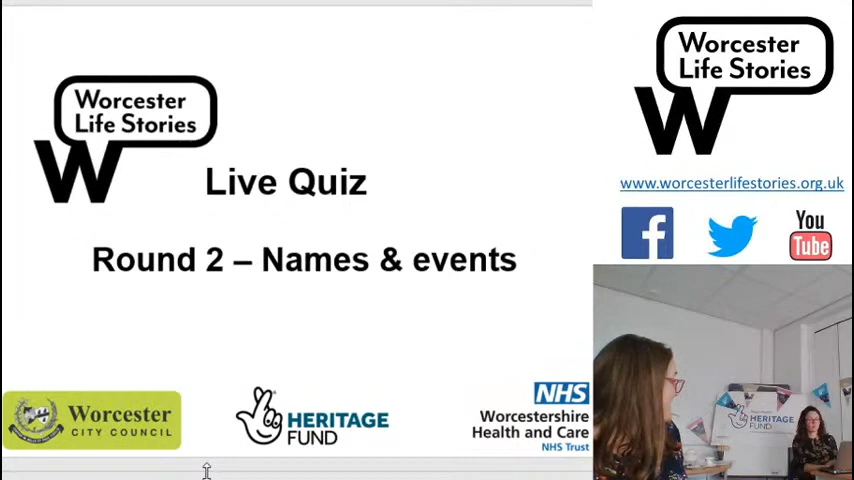 Worcester
Life Stories
W
Live Quiz
Round 2 – Names & events
Worcester
CITY COUNCIL
HERITAGE
FUND
NHS
Worcestershire
Health and Care
NHS Trust
Worcester
Life Stories
W
www.worcesterlifestories.org.uk
f
You
Tube
HERITAGE
FUND